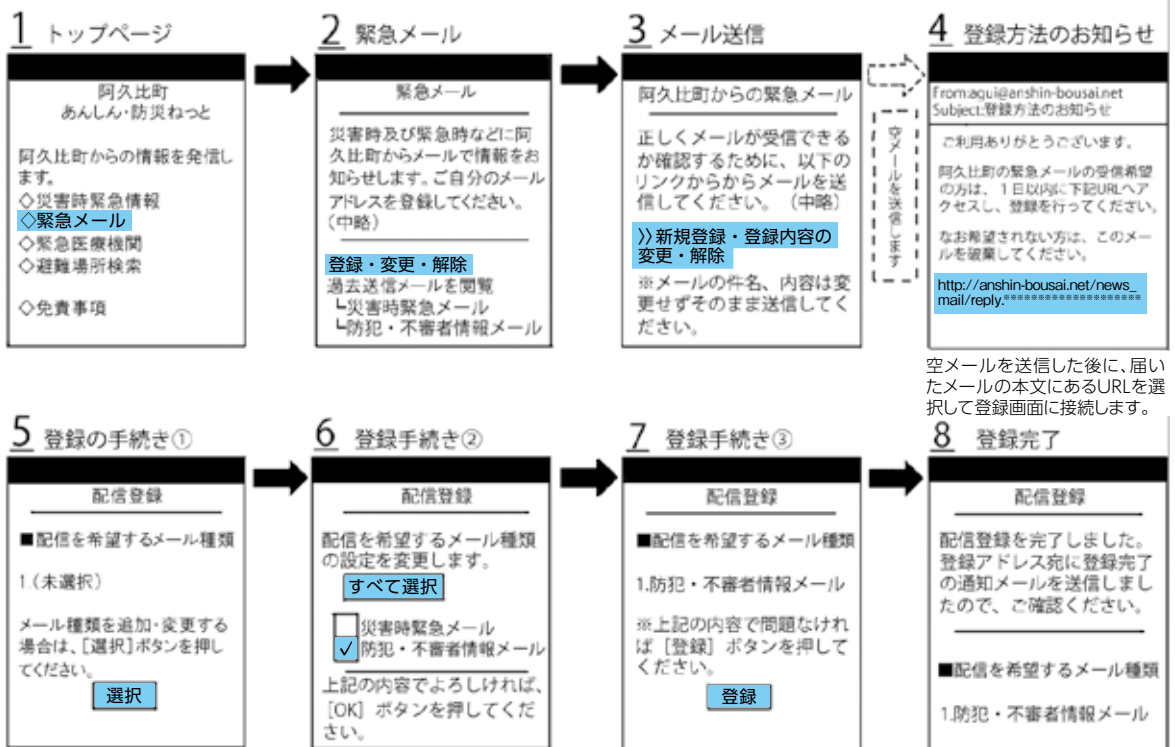 1 トップページ
阿久比町
あんしん・防災ねっと
阿久比町からの情報を発信し
ます。
◇災害時緊急情報
◇緊急メール
◇緊急医療機関
◇避難場所検索
◇免責事項
2 緊急メール
緊急メール
災害時及び緊急時などに阿
久比町からメールで情報をお
知らせします。ご自分のメール
アドレスを登録してください。
(中略)
登録・変更・解除
過去送信メールを閲覧
┗災害時緊急メール
┗防犯・不審者情報メール
3 メール送信
阿久比町からの緊急メール
正しくメールが受信できる
か確認するために、以下の
リンクからからメールを送
信してください。(中略)
》新規登録・登録内容の
変更・解除
※メールの件名、内容は変
更せずそのまま送信してく
ださい。
空メールを送信します
4 登録方法のお知らせ
From:agui@anshin-bousai.net
Subject:登録方法のお知らせ
ご利用ありがとうございます。
阿久比町の緊急メールの受信希望
の方は、1日以内に下記URLへア
クセスし、登録を行ってください。
なお希望されない方は、このメー
ルを破棄してください。
http://anshin-bousai.net/news_
mail/reply.※※※※※※※※※※※※※※※※※※※※
空メールを送信した後に、届い
たメールの本文にあるURLを選
択して登録画面に接続します。
5 登録の手続き①
配信登録
■配信を希望するメール種類
1.(未選択)
メール種類を追加・変更する
場合は、[選択]ボタンを押し
てください。
選択
6 登録手続き②
配信登録
配信を希望するメール種類
の設定を変更します。
すべて選択
災害時緊急メール
✓ 防犯・不審者情報メール
上記の内容でよろしければ、
[OK] ボタンを押してくだ
さい。
7 登録手続き③
配信登録
■配信を希望するメール種類
1.防犯・不審者情報メール
※上記の内容で問題なけれ
ば [登録] ボタンを押して
ください。
登録
8 登録完了
配信登録
配信登録を完了しました。
登録アドレス宛に登録完了
の通知メールを送信しまし
たので、ご確認ください。
■配信を希望するメール種類
1.防犯・不審者情報メール